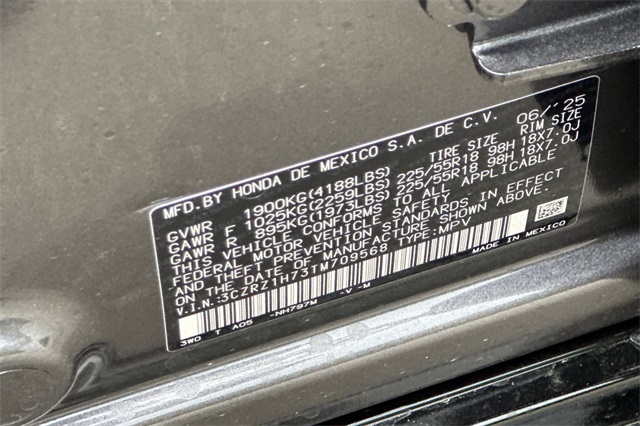 MFD.BY HONDA DE MEXICO S.A. DE C.V. 06/'25
GVWR 1900KG(4188LBS) TIRE SIZE RIM SIZE
GAWR F 1025KG(2259LBS) 225/55R18 98H 18X7.0J
GAWR R 895KG(1973LBS) 225/55R18 98H 18X7.0J
THIS VEHICLE CONFORMS TO ALL APPLICABLE
FEDERAL MOTOR VEHICLE SAFETY
AND THEFT PREVENTION STANDARDS IN EFFECT
ON THE DATE OF MANUFACTURE SHOWN ABOVE.
V.I.N.:3CZRZ1H73TM709568 TYPE:MPV
MADE IN MEXICO
3W0 T A05 -NH797M -V -M